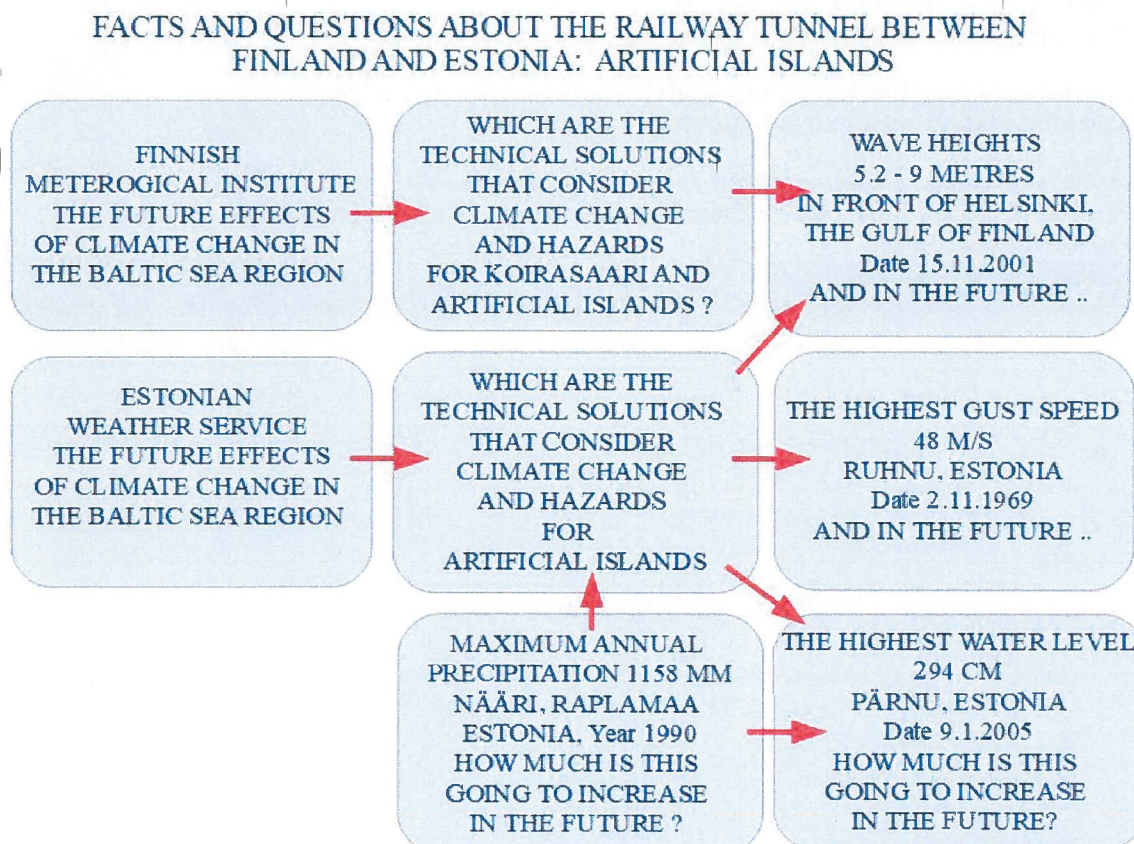 FACTS AND QUESTIONS ABOUT THE RAILWAY TUNNEL BETWEEN
FINLAND AND ESTONIA: ARTIFICIAL ISLANDS
FINNISH
METEROGICAL INSTITUTE
THE FUTURE EFFECTS
OF CLIMATE CHANGE IN
THE BALTIC SEA REGION
WHICH ARE THE
TECHNICAL SOLUTIONS
THAT CONSIDER
CLIMATE CHANGE
AND HAZARDS
FOR KOIRASAARI AND
ARTIFICIAL ISLANDS ?
WAVE HEIGHTS
5.2 - 9 METRES
IN FRONT OF HELSINKI,
THE GULF OF FINLAND
Date 15.11.2001
AND IN THE FUTURE ..
ESTONIAN
WEATHER SERVICE
THE FUTURE EFFECTS
OF CLIMATE CHANGE IN
THE BALTIC SEA REGION
WHICH ARE THE
TECHNICAL SOLUTIONS
THAT CONSIDER
CLIMATE CHANGE
AND HAZARDS
FOR
ARTIFICIAL ISLANDS
THE HIGHEST GUST SPEED
48 M/S
RUHNU, ESTONIA
Date 2.11.1969
AND IN THE FUTURE ..
MAXIMUM ANNUAL
PRECIPITATION 1158 MM
NÄÄRI, RAPLAMAA
ESTONIA, Year 1990
HOW MUCH IS THIS
GOING TO INCREASE
IN THE FUTURE ?
THE HIGHEST WATER LEVEL
294 CM
PÄRNU, ESTONIA
Date 9.1.2005
HOW MUCH IS THIS
GOING TO INCREASE
IN THE FUTURE?